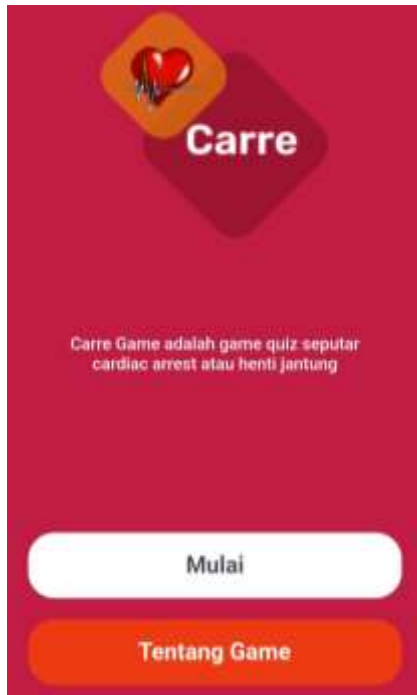 Carre
Carre Game adalah game quiz seputar
cardiac arrest atau henti jantung
Mulai
Tentang Game